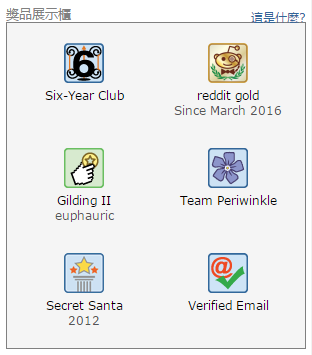 獎品展示櫃 這是什麼?
6
Six-Year Club
reddit gold
Since March 2016
Gilding II
euphauric
Team Periwinkle
Secret Santa
2012
@
Verified Email